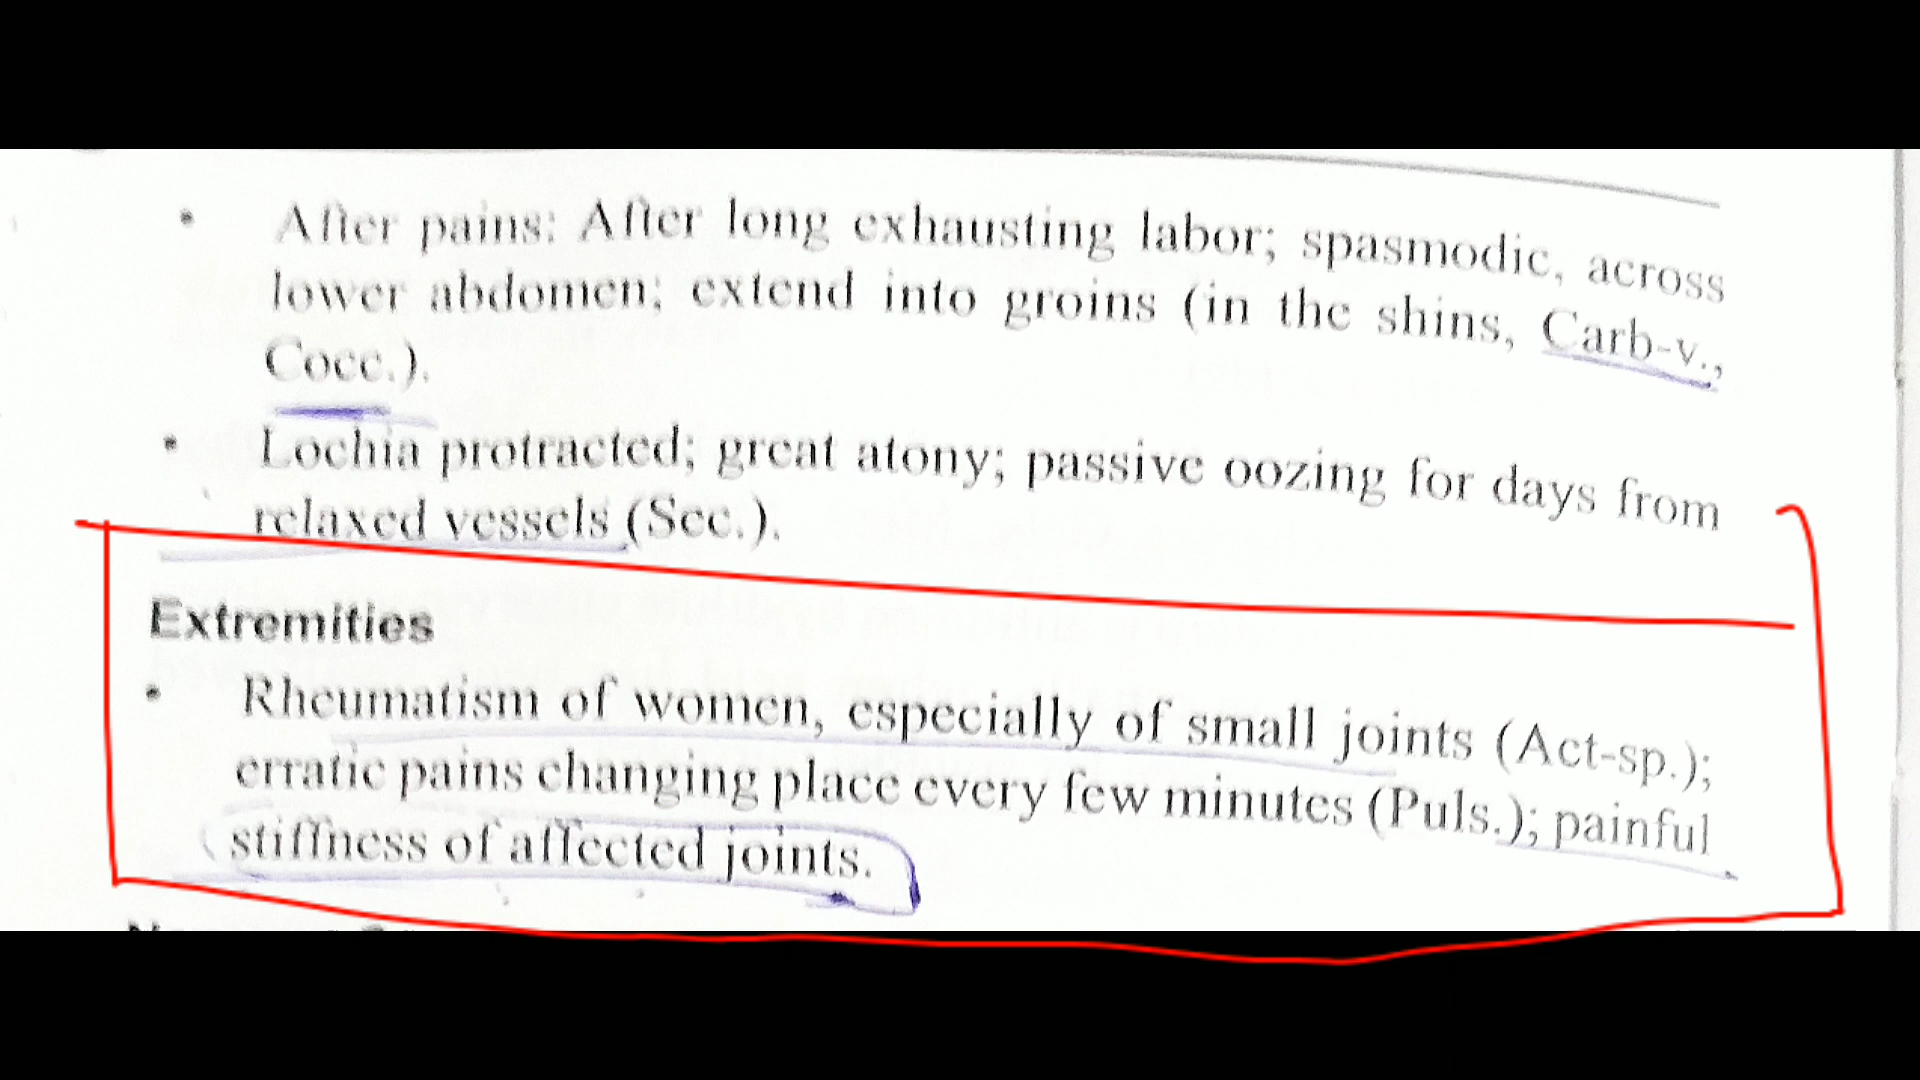 • After pains: After long exhausting labor; spasmodic, across
lower abdomen; extend into groins (in the shins, Carb-v.,
Cocc.).
• Lochia protracted; great atony; passive oozing for days from
relaxed vessels (Sec.).
Extremities
• Rheumatism of women, especially of small joints (Act-sp.);
erratic pains changing place every few minutes (Puls.); painful
stiffness of affected joints.